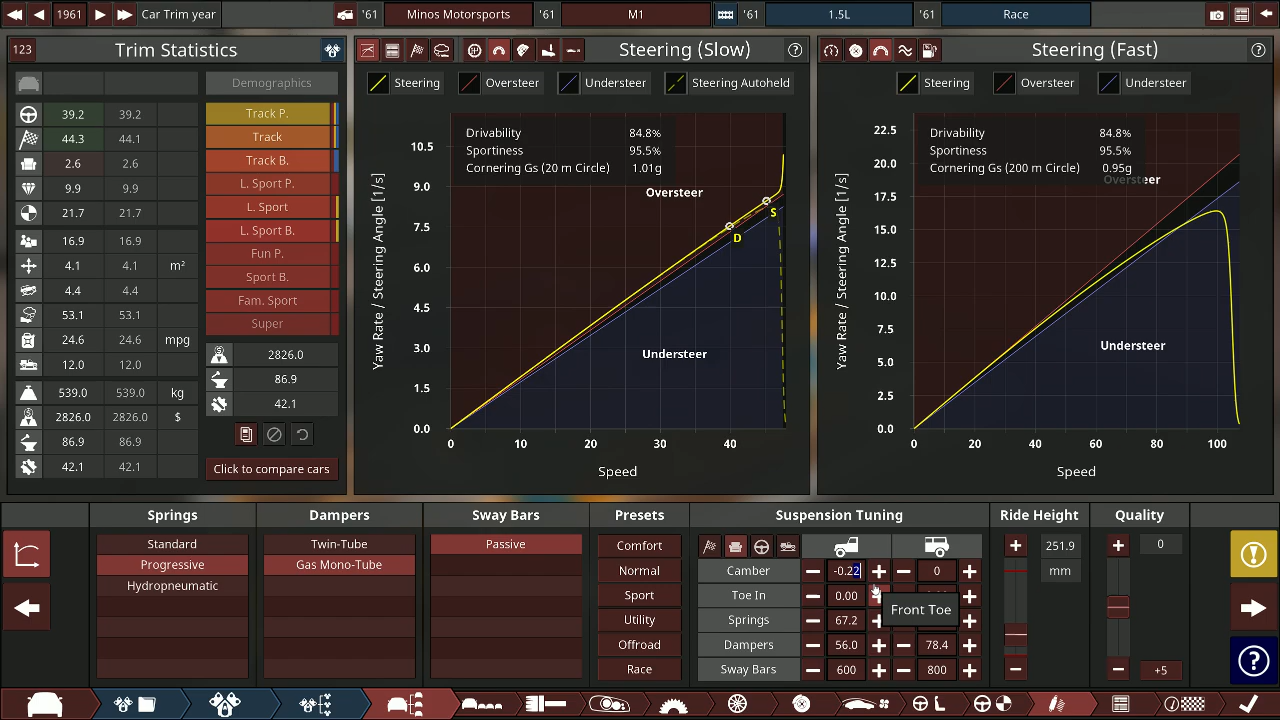 1961 Car Trim year '61 Minos Motorsports '61 M1 '61 1.5L '61 Race
123 Trim Statistics
Demographics
39.2 39.2
44.3 44.1
2.6 2.6
9.9 9.9
21.7 21.7
16.9 16.9
4.1 4.1 m²
4.4 4.4
53.1 53.1
24.6 24.6 mpg
12.0 12.0
539.0 539.0 kg
2826.0 2826.0 $
86.9 86.9
42.1 42.1
Track P.
Track
Track B.
L. Sport P.
L. Sport
L. Sport B.
Fun P.
Sport B.
Fam. Sport
Super
2826.0
86.9
42.1
Click to compare cars
Steering (Slow) ?
Steering Oversteer Understeer Steering Autoheld
Drivability 84.8%
Sportiness 95.5%
Cornering Gs (20 m Circle) 1.01g
Yaw Rate / Steering Angle [1/s]
10.5
9.0
7.5
6.0
4.5
3.0
1.5
0.0
Oversteer
S
D
Understeer
0 10 20 30 40
Speed
Steering (Fast) ?
Steering Oversteer Understeer
Drivability 84.8%
Sportiness 95.5%
Cornering Gs (200 m Circle) 0.95g
Yaw Rate / Steering Angle [1/s]
22.5
20.0
17.5
15.0
12.5
10.0
7.5
5.0
2.5
0.0
Oversteer
Understeer
0 20 40 60 80 100
Speed
Springs
Standard
Progressive
Hydropneumatic
Dampers
Twin-Tube
Gas Mono-Tube
Sway Bars
Passive
Presets
Comfort
Normal
Sport
Utility
Offroad
Race
Suspension Tuning
Camber − -0.22 + − 0 +
Toe In − 0.00 +
Springs − 67.2 +
Dampers − 56.0 + − 78.4 +
Sway Bars − 600 + − 800 +
Front Toe
Ride Height
+ 251.9
mm
−
Quality
+ 0
− +5
!
?